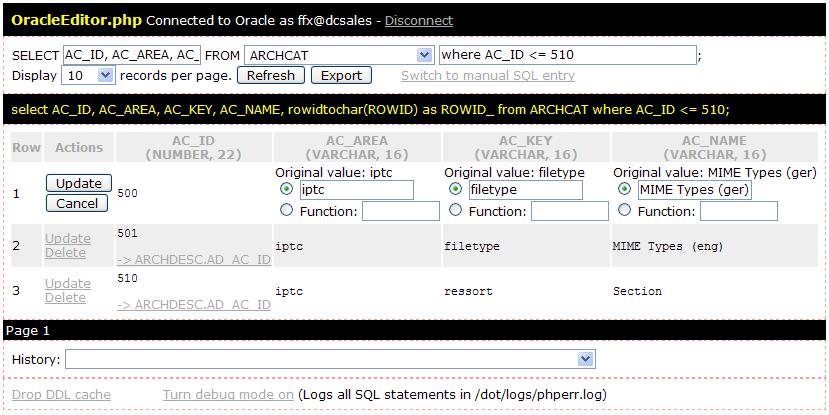 OracleEditor.php Connected to Oracle as ffx@dcsales - Disconnect
SELECT AC_ID, AC_AREA, AC_ FROM ARCHCAT where AC_ID <= 510 ;
Display 10 records per page. Refresh Export Switch to manual SQL entry
select AC_ID, AC_AREA, AC_KEY, AC_NAME, rowidtochar(ROWID) as ROWID_ from ARCHCAT where AC_ID <= 510;
Row Actions AC_ID AC_AREA AC_KEY AC_NAME
(NUMBER, 22) (VARCHAR, 16) (VARCHAR, 16) (VARCHAR, 16)
Original value: iptc Original value: filetype Original value: MIME Types (ger)
1 Update 500 iptc filetype MIME Types (ger)
Cancel Function: Function: Function:
2 Update 501 iptc filetype MIME Types (eng)
Delete -> ARCHDESC.AD_AC_ID
3 Update 510 iptc ressort Section
Delete -> ARCHDESC.AD_AC_ID
Page 1
History:
Drop DDL cache Turn debug mode on (Logs all SQL statements in /dot/logs/phperr.log)